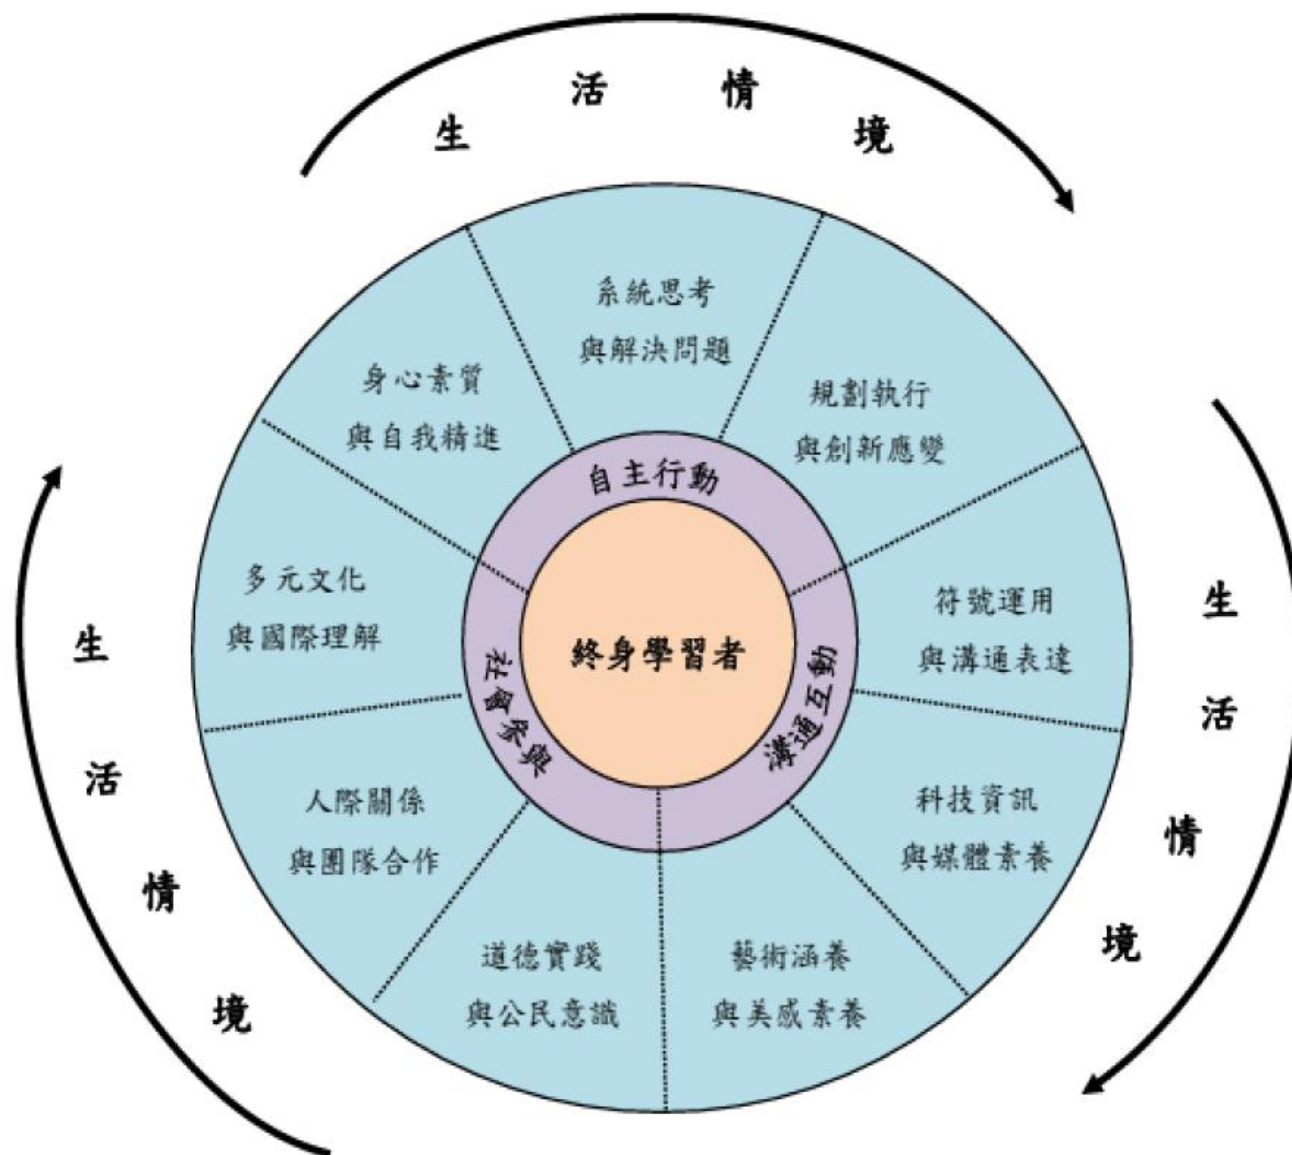 生活情境
系統思考
與解決問題
身心素質
與自我精進
規劃執行
與創新應變
自主行動
多元文化
與國際理解
符號運用
與溝通表達
生活情境
生活情境
終身學習者
社會參與
溝通互動
人際關係
與團隊合作
科技資訊
與媒體素養
道德實踐
與公民意識
藝術涵養
與美感素養